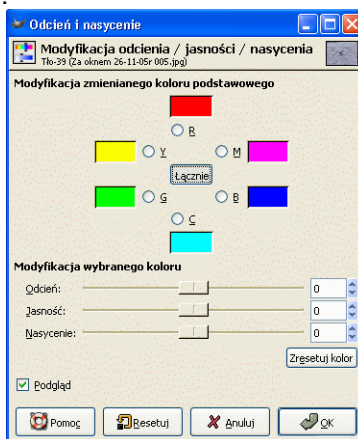 .
Odcień i nasycenie
Modyfikacja odcienia / jasności / nasycenia
Tło-39 (Za oknem 26-11-05r 005.jpg)
Modyfikacja zmienianego koloru podstawowego
R
Y M
Łącznie
G B
C
Modyfikacja wybranego koloru
Odcień: 0
Jasność: 0
Nasycenie: 0
Zresetuj kolor
Podgląd
Pomoc Resetuj Anuluj OK